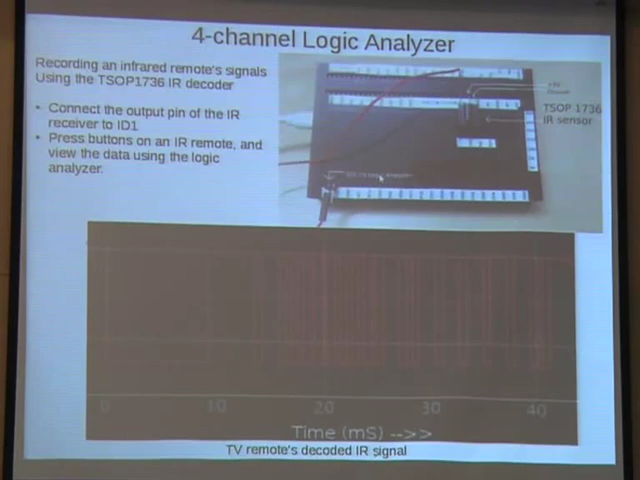 4-channel Logic Analyzer
Recording an infrared remote's signals
Using the TSOP1736 IR decoder
• Connect the output pin of the IR
receiver to ID1
• Press buttons on an IR remote, and
view the data using the logic
analyzer.
TSOP 1736
IR sensor
0 10 20 30 40
Time (mS) -->>
TV remote's decoded IR signal